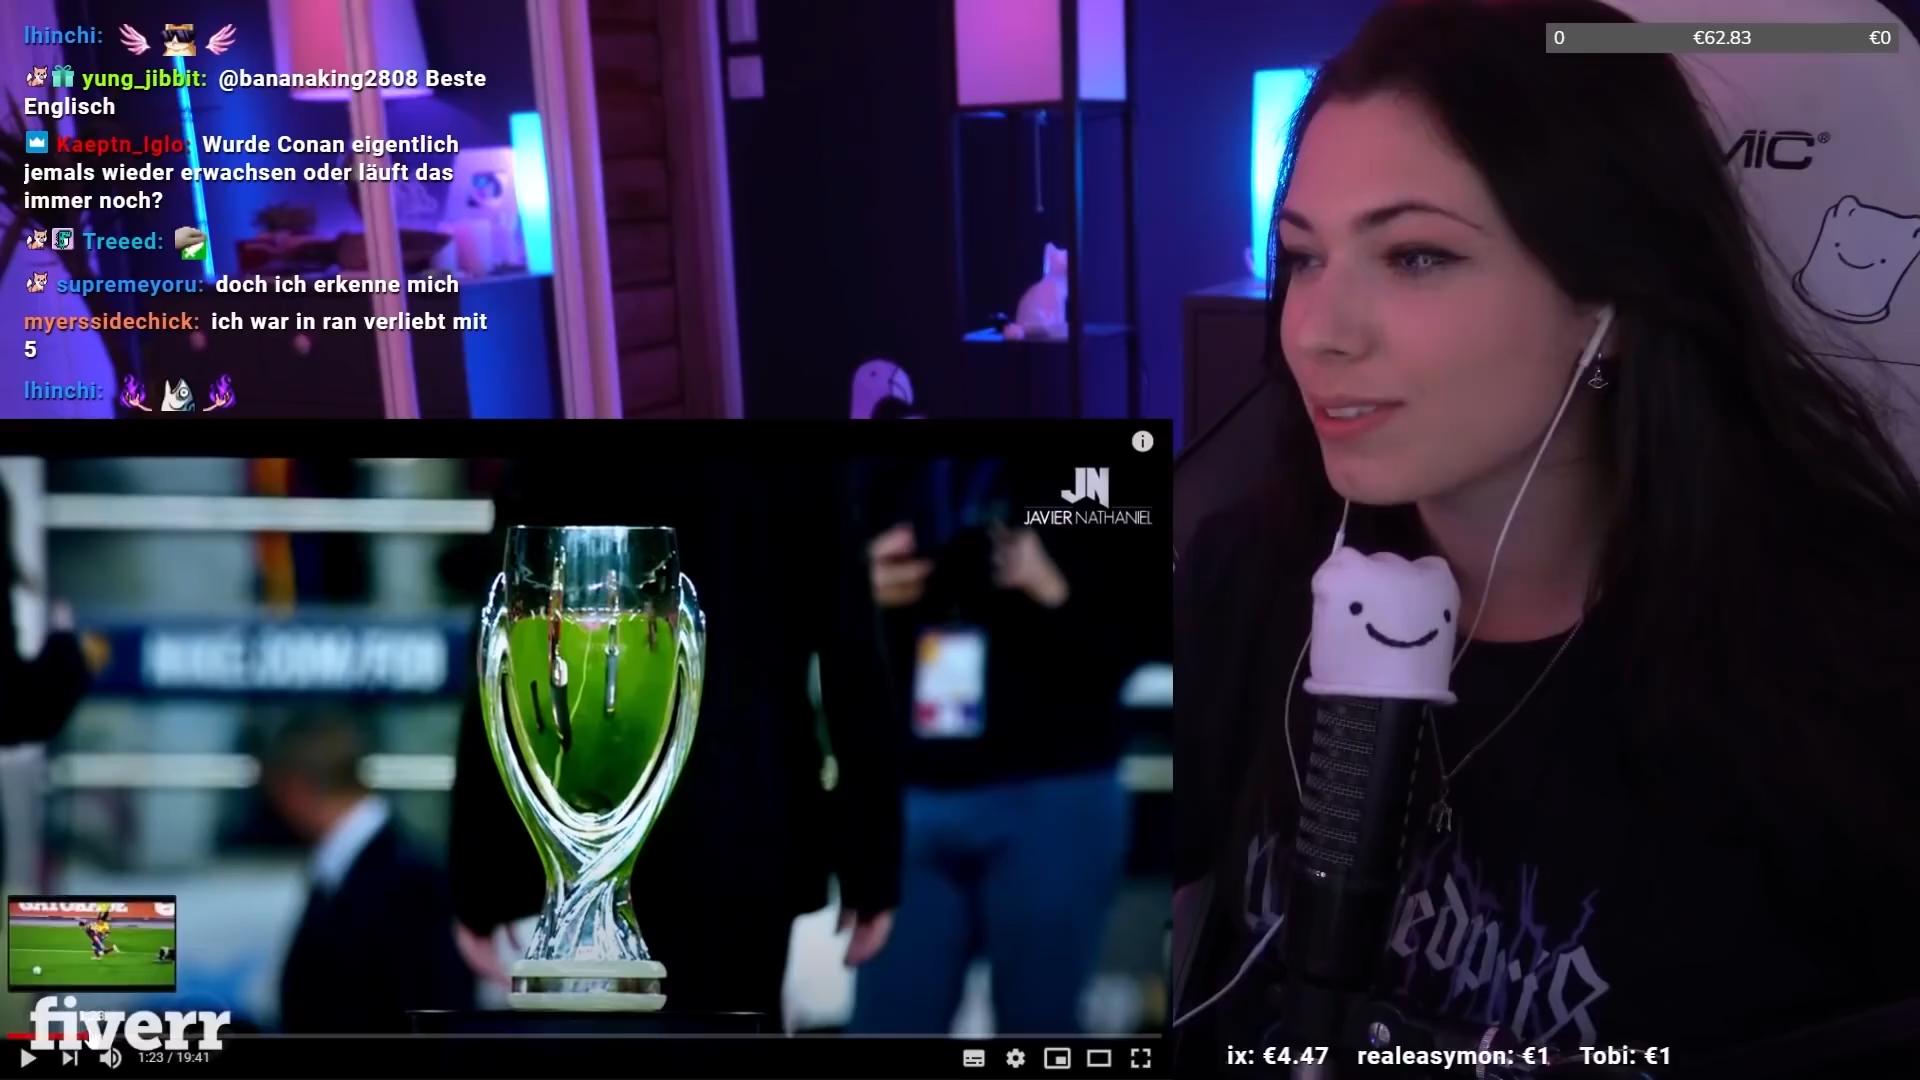 lhinchi:
yung_jibbit: @bananaking2808 Beste
Englisch
Kaeptn_Iglo: Wurde Conan eigentlich
jemals wieder erwachsen oder läuft das
immer noch?
Treeed:
supremeyoru: doch ich erkenne mich
myerssidechick: ich war in ran verliebt mit
5
lhinchi:
0 €62.83 €0
JN
JAVIER NATHANIEL
GATORADE
fiverr
1:23 / 19:41
ix: €4.47 realeasymon: €1 Tobi: €1